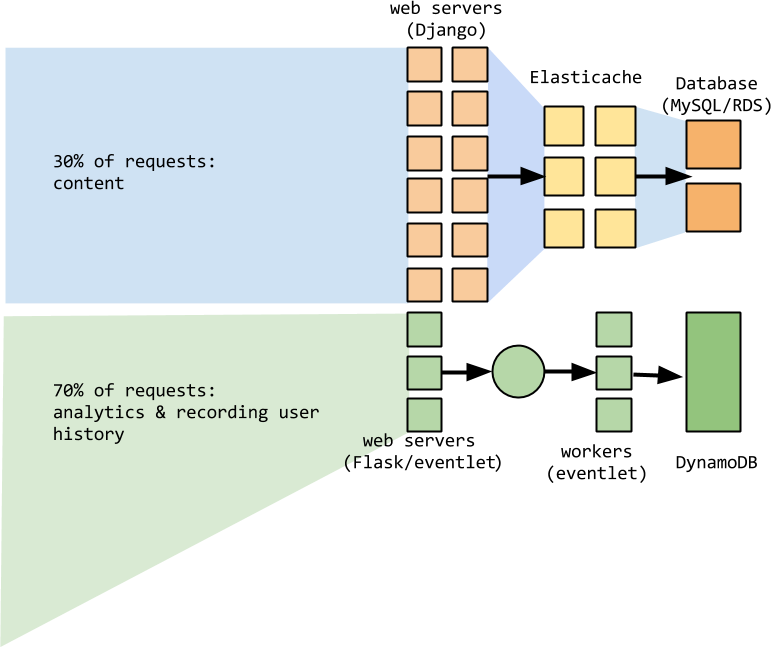 web servers
(Django)
Elasticache
Database
(MySQL/RDS)
30% of requests:
content
70% of requests:
analytics & recording user
history
web servers
(Flask/eventlet)
workers
(eventlet)
DynamoDB